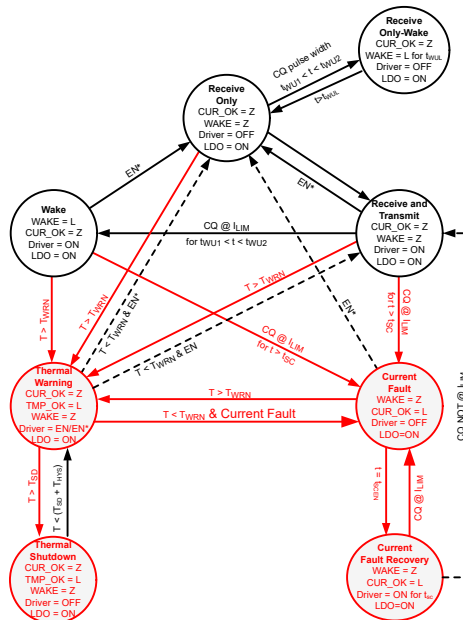 Receive
Only-Wake
CUR_OK = Z
WAKE = L for tWUL
Driver = OFF
LDO = ON
CQ pulse width
tWU1 < t < tWU2
t>tWUL
Receive
Only
CUR_OK = Z
WAKE = Z
Driver = OFF
LDO = ON
EN*
EN*
Wake
WAKE = L
CUR_OK = Z
Driver = ON
LDO = ON
CQ @ ILIM
for tWU1 < t < tWU2
Receive and
Transmit
CUR_OK = Z
WAKE = Z
Driver = ON
LDO = ON
T > TWRN
T > TWRN
T < TWRN & EN*
T > TWRN
T < TWRN & EN
CQ @ ILIM
for t > tSC
EN*
CQ @ ILIM
for t > tSC
Thermal
Warning
CUR_OK = Z
TMP_OK = L
WAKE = Z
Driver = EN/EN*
LDO = ON
T > TWRN
T < TWRN & Current Fault
Current
Fault
WAKE = Z
CUR_OK = L
Driver = OFF
LDO=ON
T > TSD
T < (TSD + THYS)
t = tSCEN
CQ @ ILIM
CQ NOT @ ILIM
Thermal
Shutdown
CUR_OK = Z
TMP_OK = L
WAKE = Z
Driver = OFF
LDO = ON
Current
Fault Recovery
WAKE = Z
CUR_OK = L
Driver = ON for tsc
LDO=ON